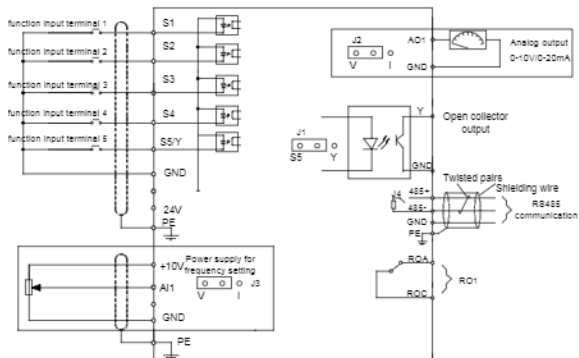 function input terminal 1
S1
function input terminal 2
S2
function input terminal 3
S3
function input terminal 4
S4
function input terminal 5
S5/Y
GND
24V
PE
+10V
Power supply for
frequency setting
AI1
V
I
J3
GND
PE
J2
V
I
AO1
GND
Analog output
0-10V/0-20mA
J1
S5
Y
Y
GND
Open collector
output
Twisted pairs
Shielding wire
J4
485+
485-
GND
PE
RS485
communication
ROA
ROC
RO1